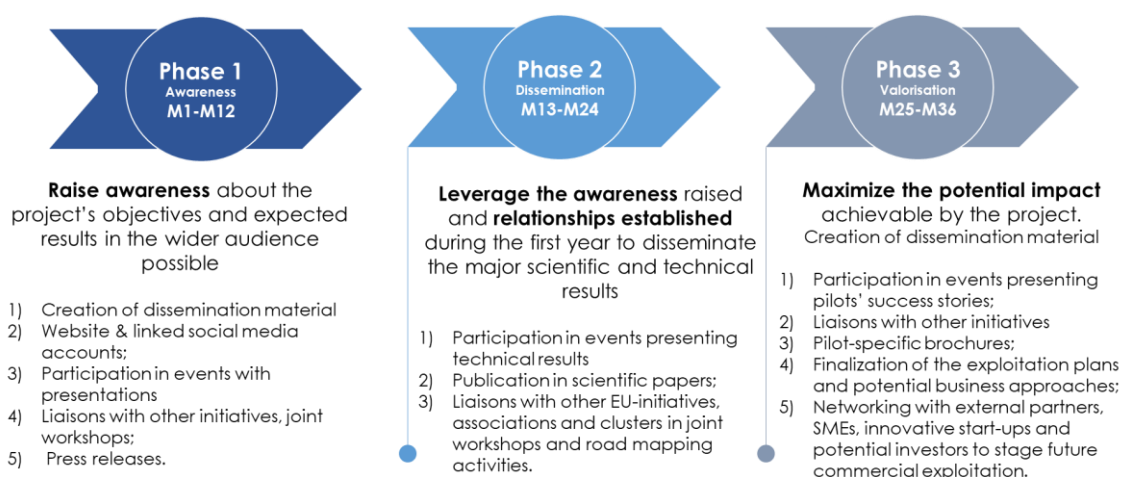 Phase 1
Awareness
M1-M12
Raise awareness about the
project's objectives and expected
results in the wider audience
possible
1) Creation of dissemination material
2) Website & linked social media
accounts;
3) Participation in events with
presentations
4) Liaisons with other initiatives, joint
workshops;
5) Press releases.
Phase 2
Dissemination
M13-M24
Leverage the awareness raised
and relationships established
during the first year to disseminate
the major scientific and technical
results
1) Participation in events presenting
technical results
2) Publication in scientific papers;
3) Liaisons with other EU-initiatives,
associations and clusters in joint
workshops and road mapping
activities.
Phase 3
Valorisation
M25-M36
Maximize the potential impact
achievable by the project.
Creation of dissemination material
1) Participation in events presenting
pilots' success stories;
2) Liaisons with other initiatives
3) Pilot-specific brochures;
4) Finalization of the exploitation plans
and potential business approaches;
5) Networking with external partners,
SMEs, innovative start-ups and
potential investors to stage future
commercial exploitation.